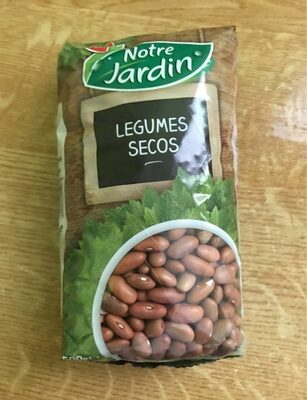 Notre
Jardin
LEGUMES
SECOS